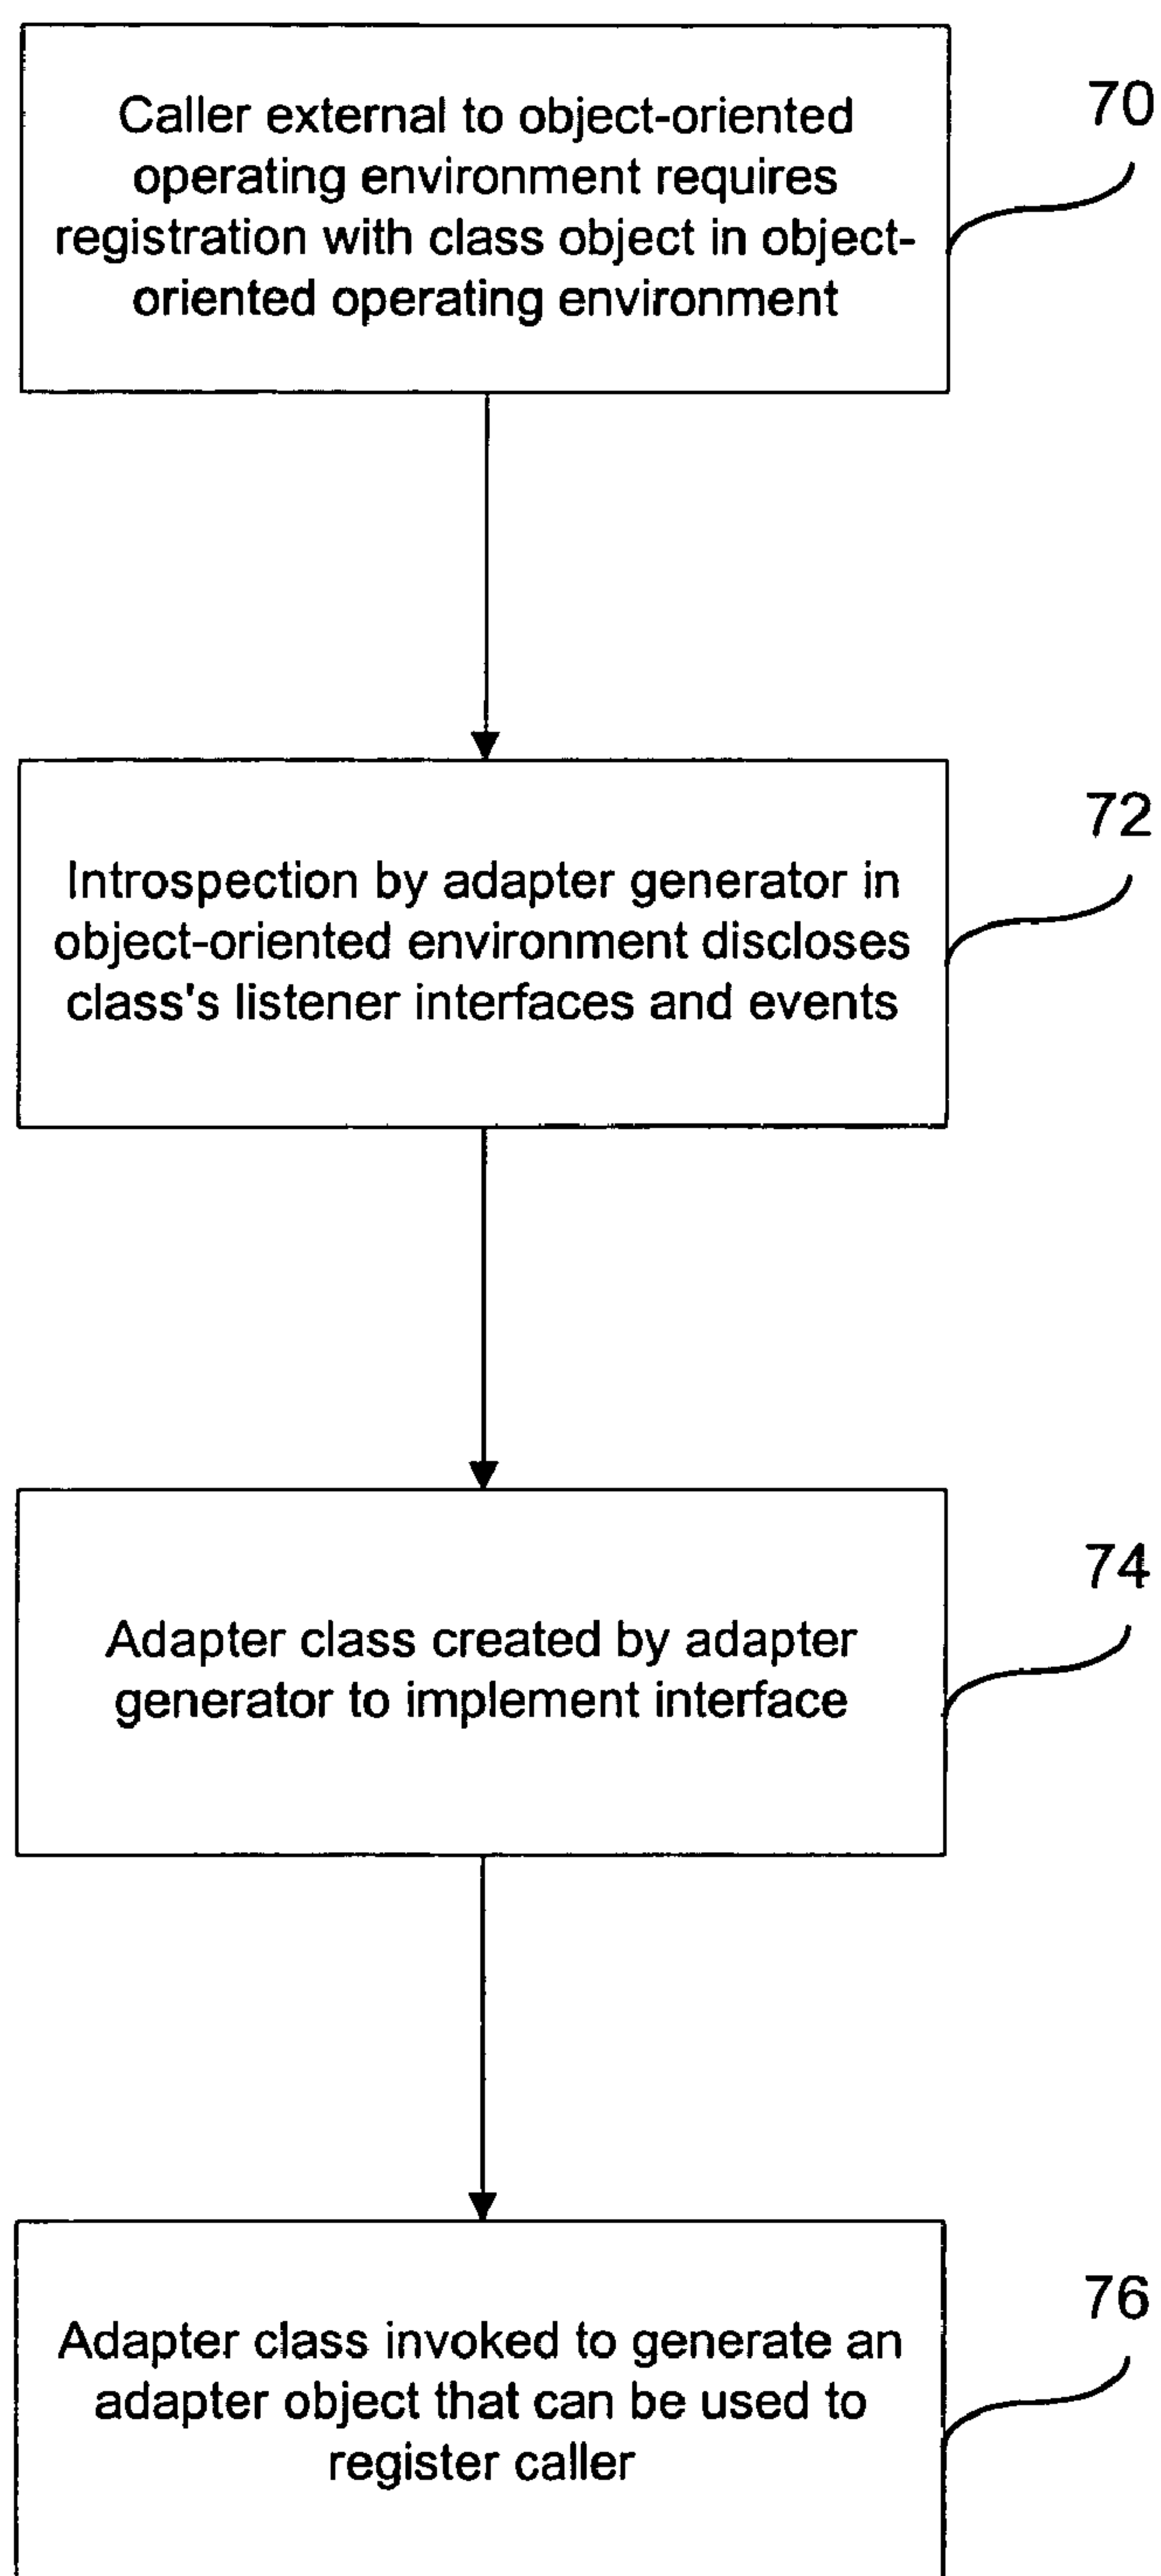 Caller external to object-oriented
operating environment requires
registration with class object in object-
oriented operating environment
70
Introspection by adapter generator in
object-oriented environment discloses
class's listener interfaces and events
72
Adapter class created by adapter
generator to implement interface
74
Adapter class invoked to generate an
adapter object that can be used to
register caller
76